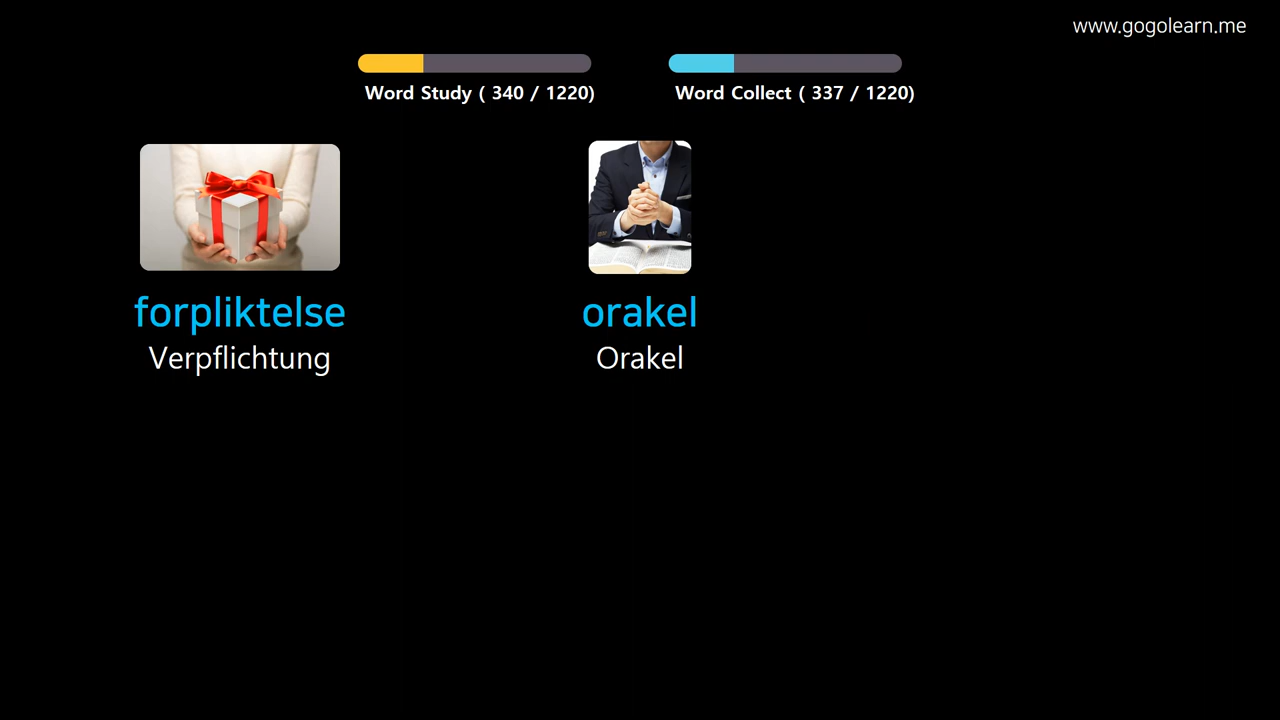 www.gogolearn.me
Word Study ( 340 / 1220)
Word Collect ( 337 / 1220)
forpliktelse
Verpflichtung
orakel
Orakel